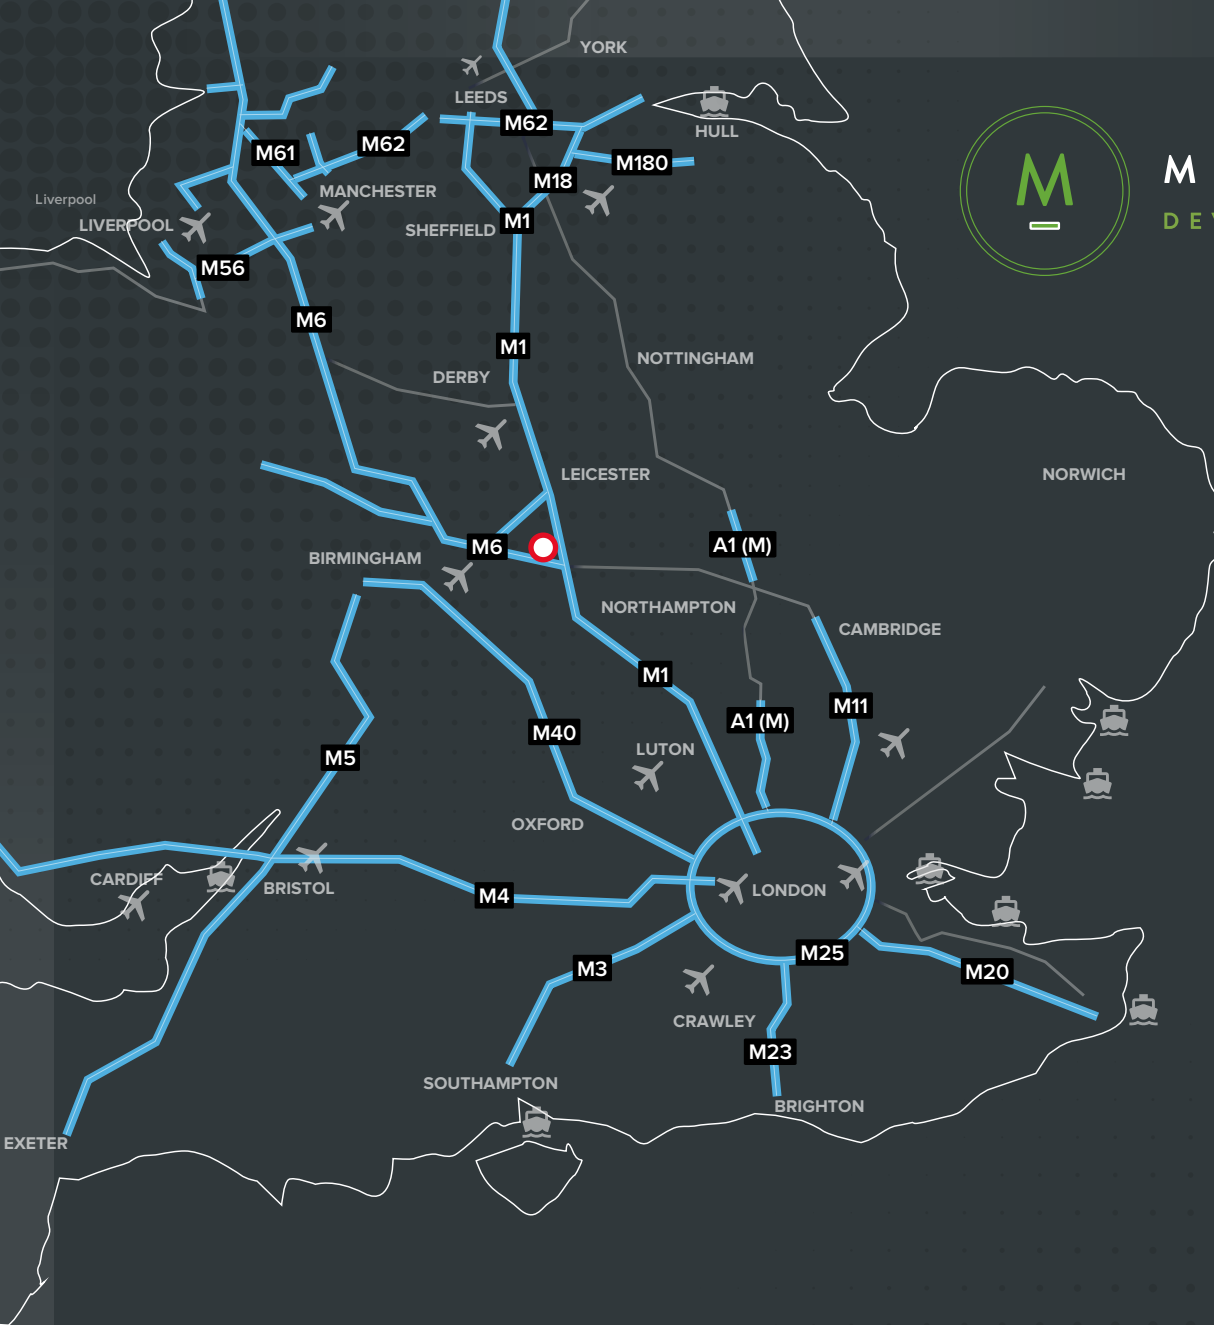 YORK
LEEDS
HULL
M62
M61
M62
M180
M18
MANCHESTER
Liverpool
LIVERPOOL
M1
SHEFFIELD
M56
M6
M1
NOTTINGHAM
DERBY
LEICESTER
NORWICH
A1 (M)
M6
BIRMINGHAM
NORTHAMPTON
CAMBRIDGE
M1
M11
A1 (M)
M40
LUTON
M5
OXFORD
CARDIFF
BRISTOL
M4
LONDON
M25
M3
M20
CRAWLEY
M23
SOUTHAMPTON
BRIGHTON
EXETER
M
M
DE